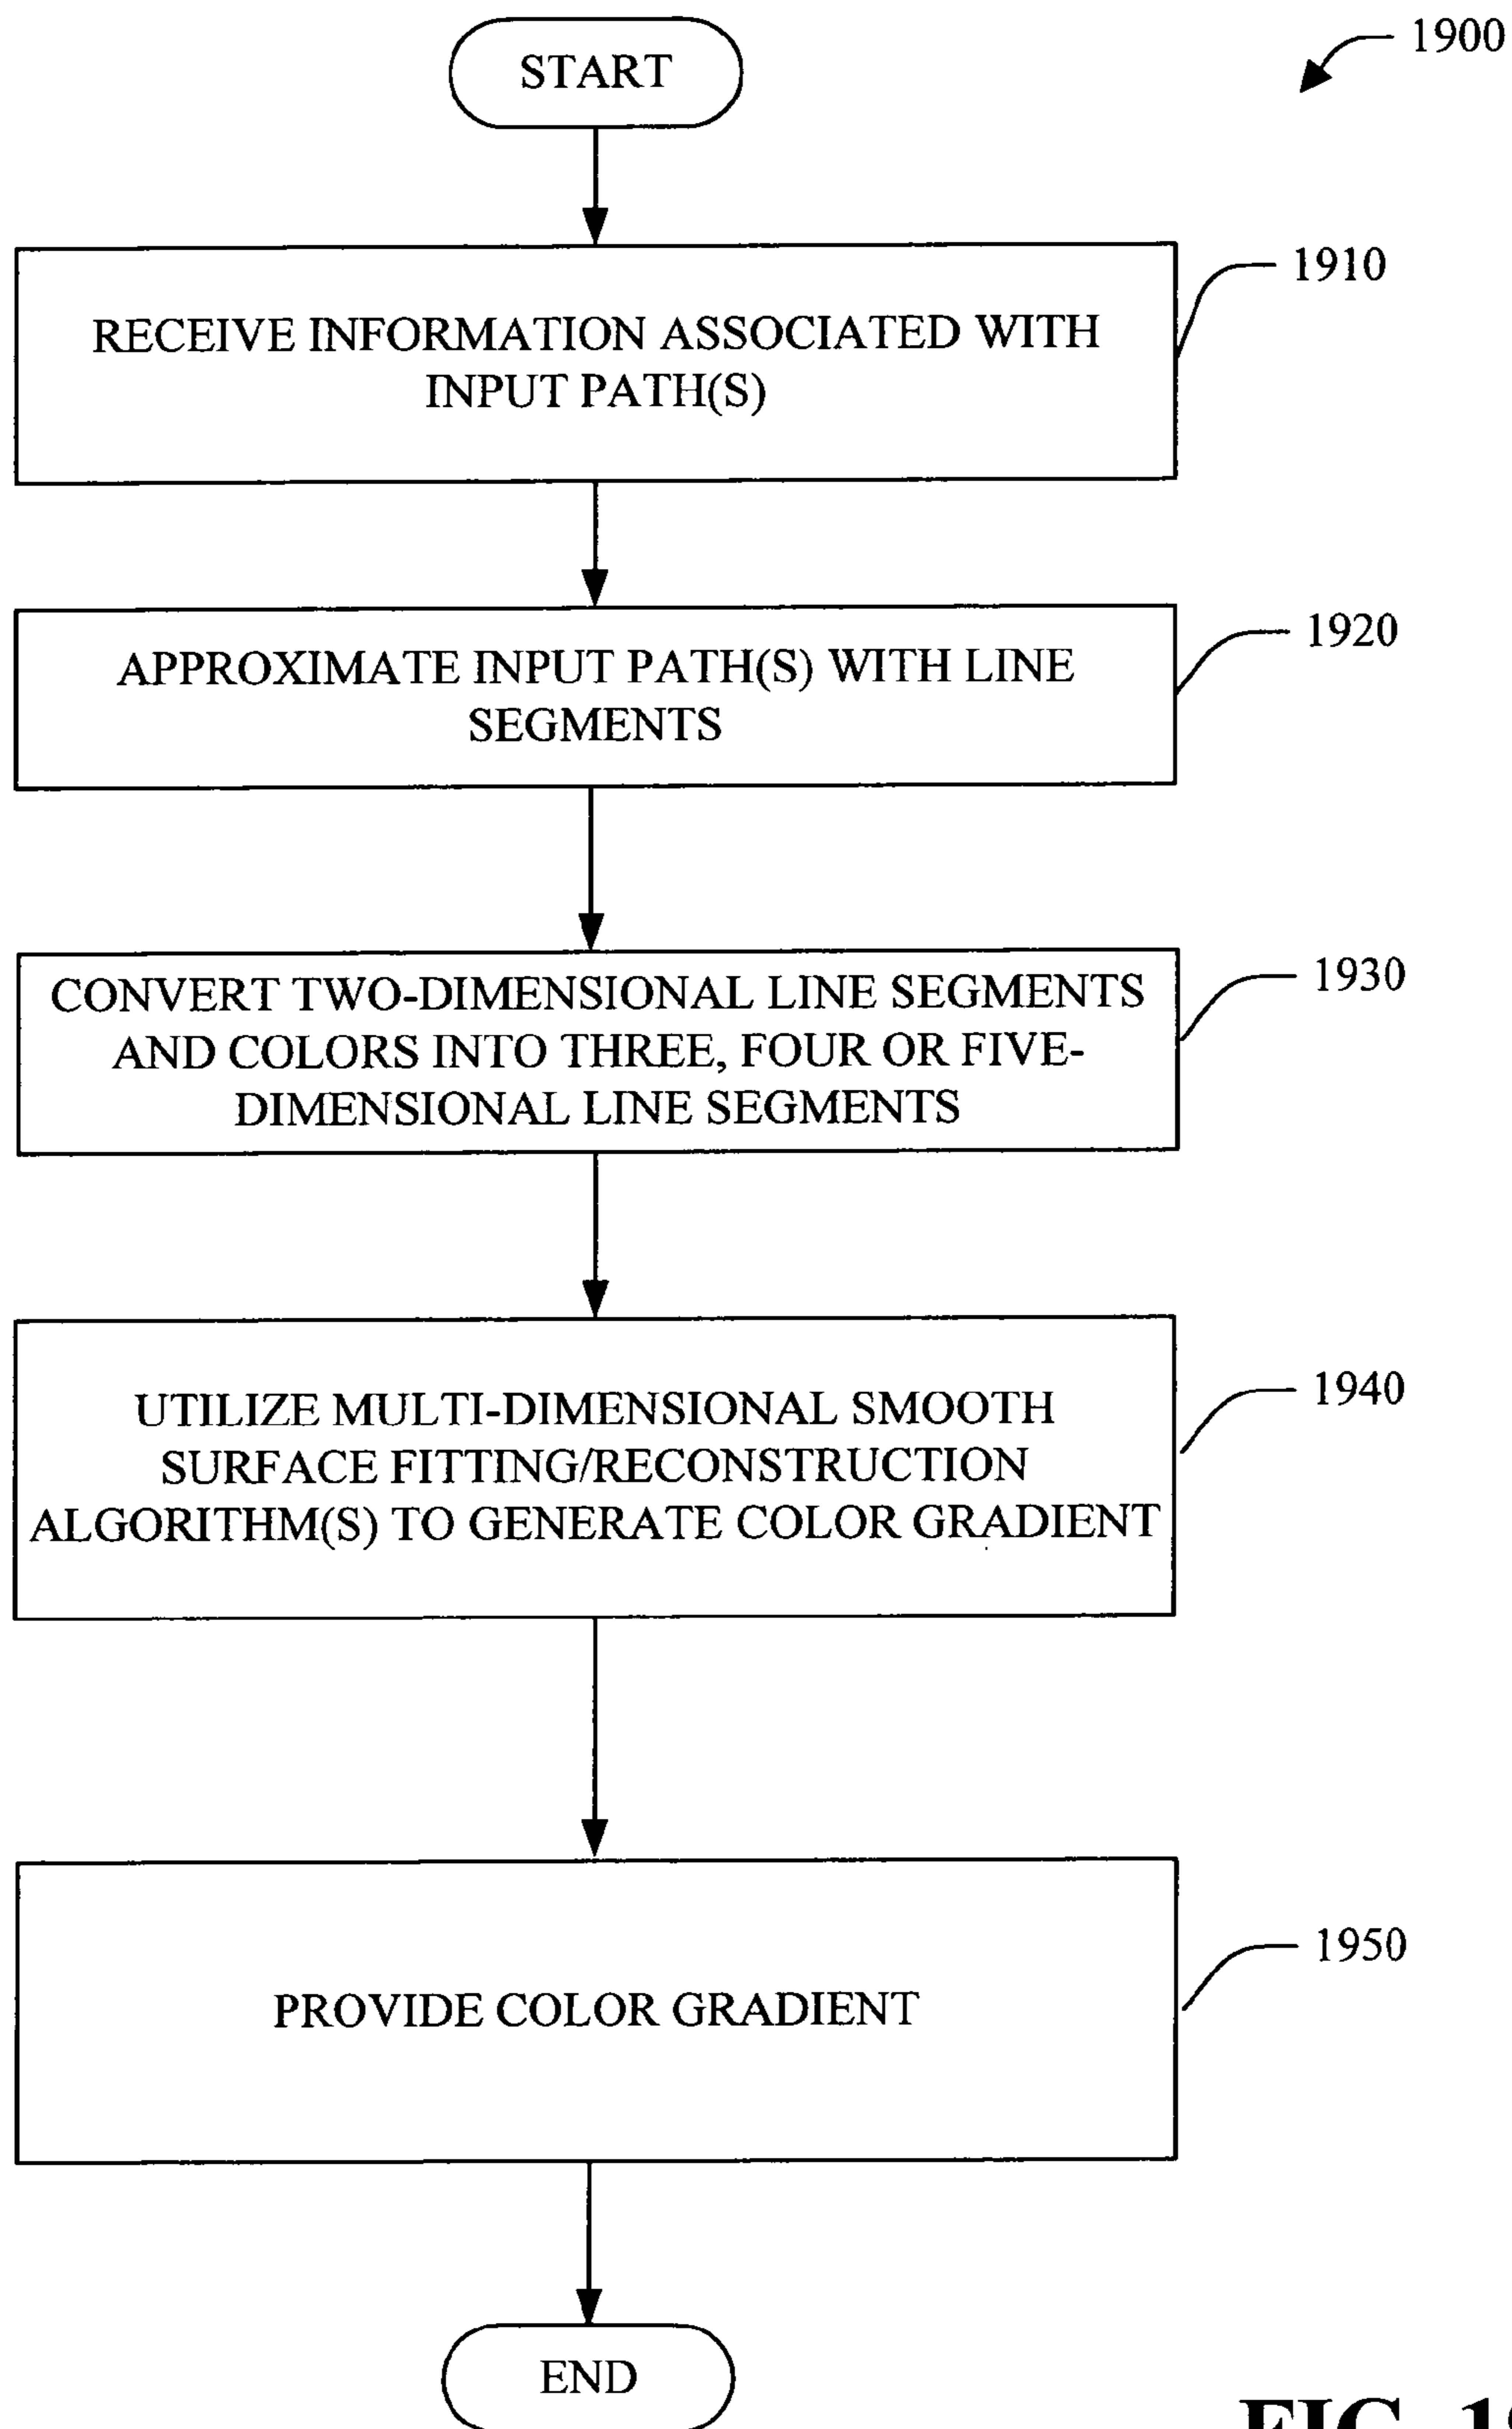 START
1900
1910
RECEIVE INFORMATION ASSOCIATED WITH
INPUT PATH(S)
1920
APPROXIMATE INPUT PATH(S) WITH LINE
SEGMENTS
1930
CONVERT TWO-DIMENSIONAL LINE SEGMENTS
AND COLORS INTO THREE, FOUR OR FIVE-
DIMENSIONAL LINE SEGMENTS
1940
UTILIZE MULTI-DIMENSIONAL SMOOTH
SURFACE FITTING/RECONSTRUCTION
ALGORITHM(S) TO GENERATE COLOR GRADIENT
1950
PROVIDE COLOR GRADIENT
END
FIG.